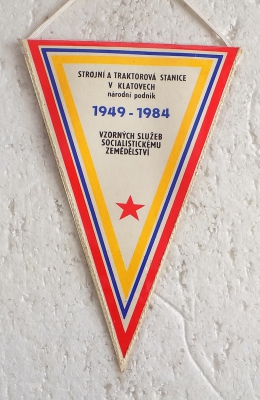 STROJNÍ A TRAKTOROVÁ STANICE
V KLATOVECH
národní podnik
1949 - 1984
VZORNÝCH SLUŽEB
SOCIALISTICKÉMU
ZEMĚDĚLSTVÍ